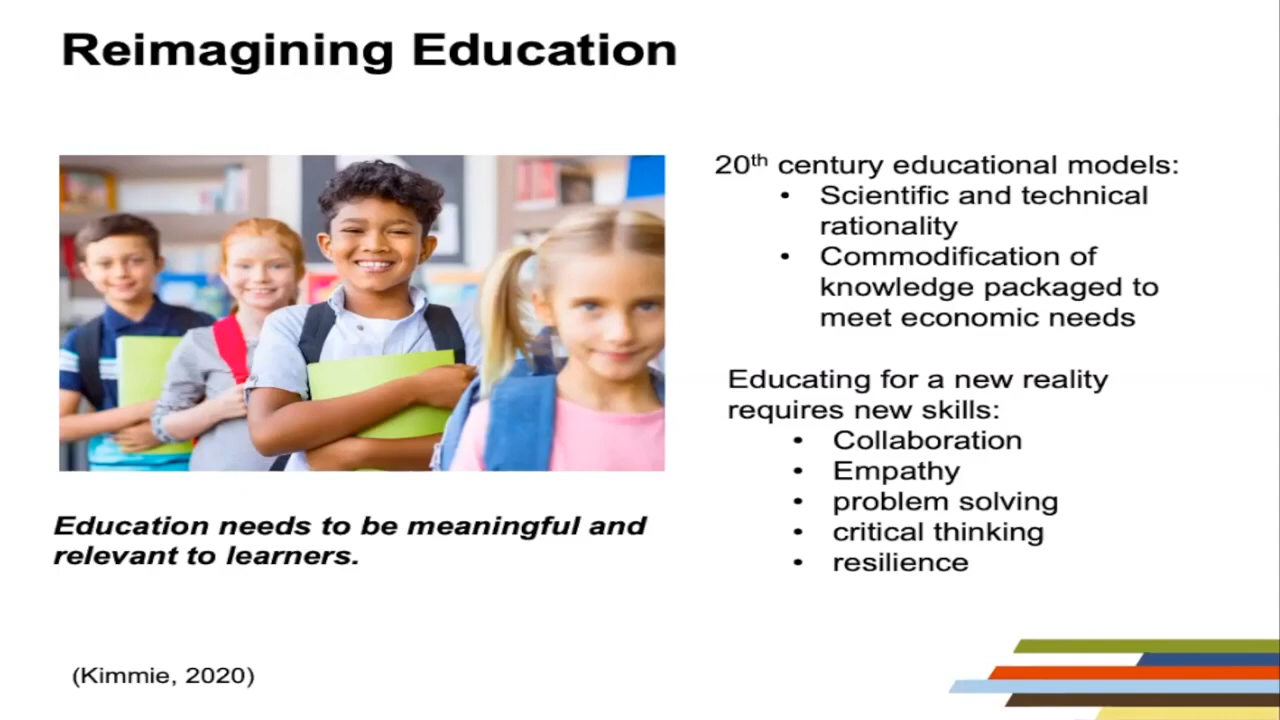 Reimagining Education
20th century educational models:
• Scientific and technical
rationality
• Commodification of
knowledge packaged to
meet economic needs
Educating for a new reality
requires new skills:
• Collaboration
• Empathy
• problem solving
• critical thinking
• resilience
Education needs to be meaningful and
relevant to learners.
(Kimmie, 2020)